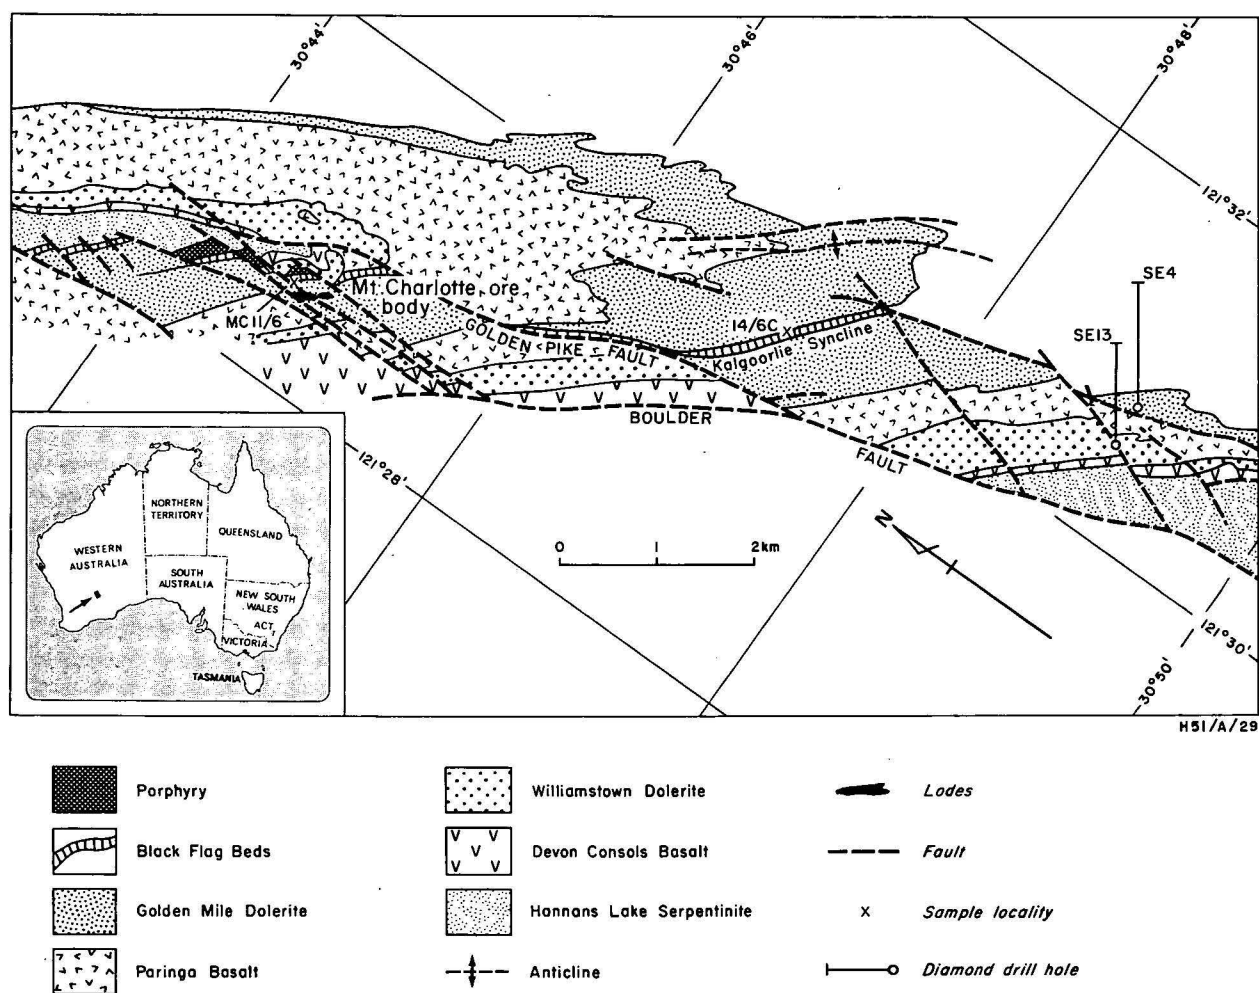 30°44'
30°46'
30°48'
121°32'
SE4
SE13
Mt. Charlotte ore
body
MC11/6
14/6C
GOLDEN PIKE FAULT
Kalgoorlie Syncline
BOULDER
FAULT
121°28'
N
0 1 2km
121°30'
30°50'
NORTHERN
TERRITORY
QUEENSLAND
WESTERN
AUSTRALIA
SOUTH
AUSTRALIA
NEW SOUTH
WALES
ACT
VICTORIA
TASMANIA
H51/A/29
Porphyry
Black Flag Beds
Golden Mile Dolerite
Paringa Basalt
Williamstown Dolerite
Devon Consols Basalt
Hannans Lake Serpentinite
Anticline
Lodes
Fault
x Sample locality
Diamond drill hole